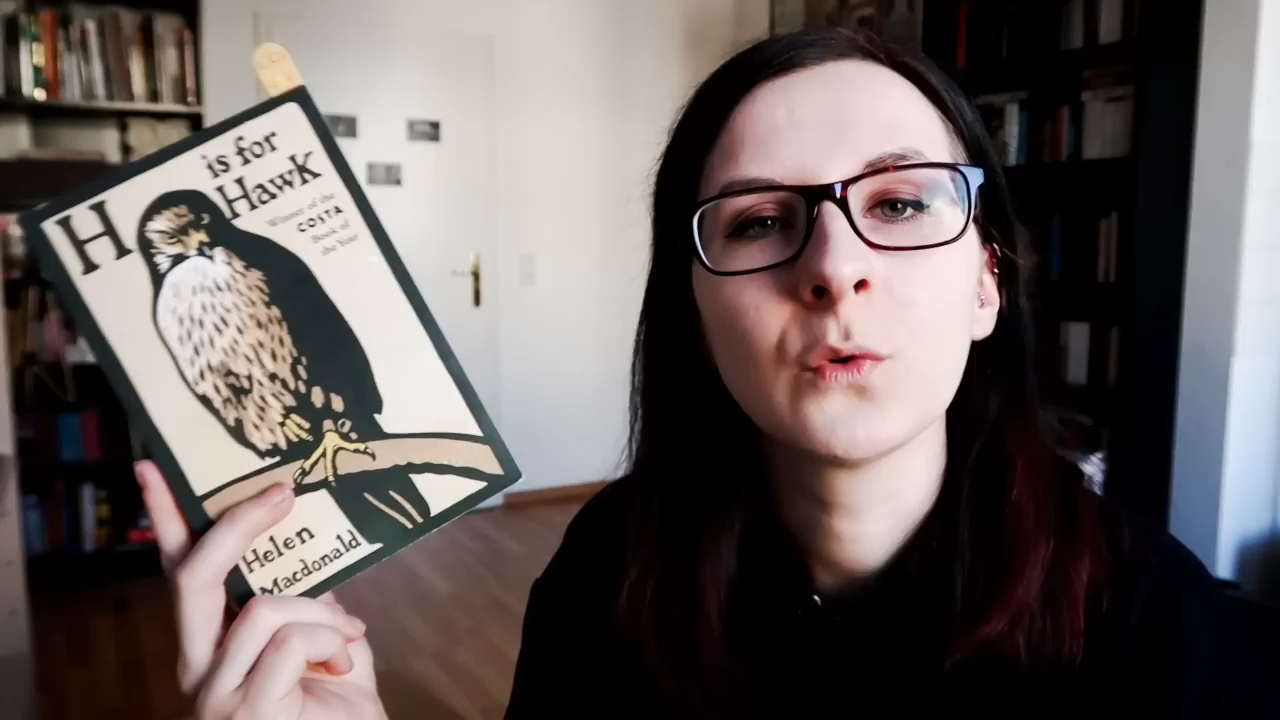 H
is for
Hawk
Winner of the
COSTA
Book of
the Year
Helen
Macdonald